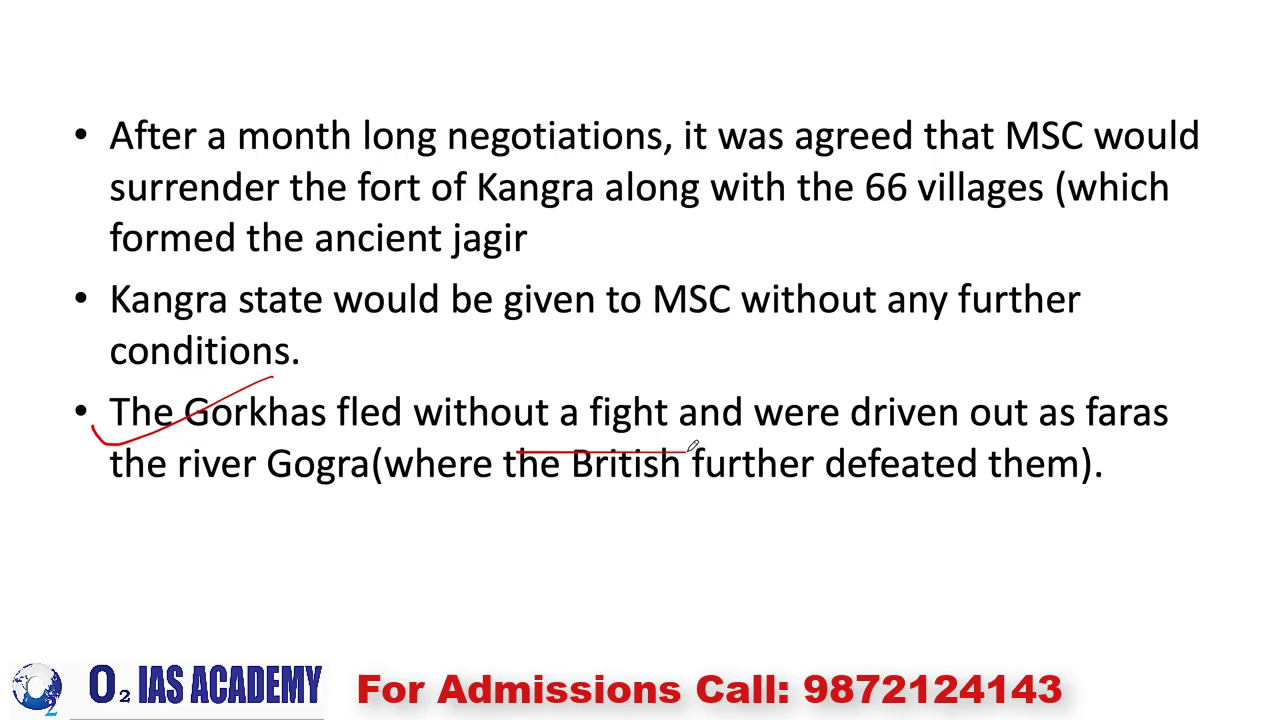 • After a month long negotiations, it was agreed that MSC would
surrender the fort of Kangra along with the 66 villages (which
formed the ancient jagir
• Kangra state would be given to MSC without any further
conditions.
• The Gorkhas fled without a fight and were driven out as faras
the river Gogra(where the British further defeated them).
O2 IAS ACADEMY For Admissions Call: 9872124143